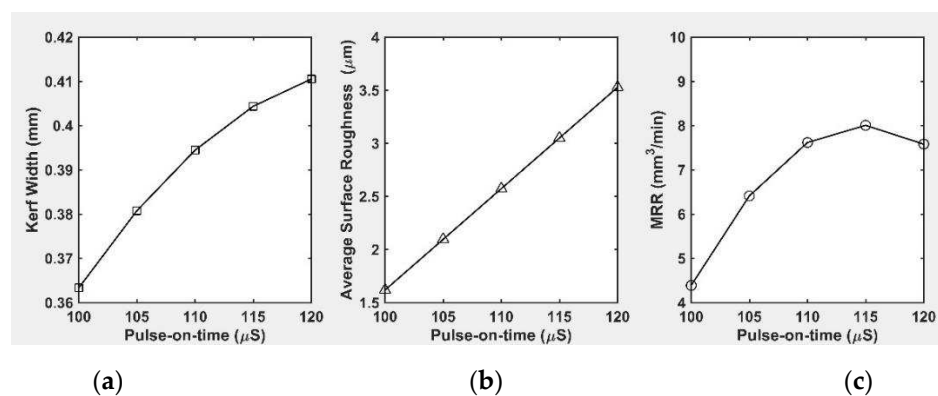 Kerf Width (mm)
0.42
0.41
0.4
0.39
0.38
0.37
0.36
100 105 110 115 120
Pulse-on-time (μS)
Average Surface Roughness (μm)
4
3.5
3
2.5
2
1.5
100 105 110 115 120
Pulse-on-time (μS)
MRR (mm³/min)
10
9
8
7
6
5
4
100 105 110 115 120
Pulse-on-time (μS)
(a) (b) (c)